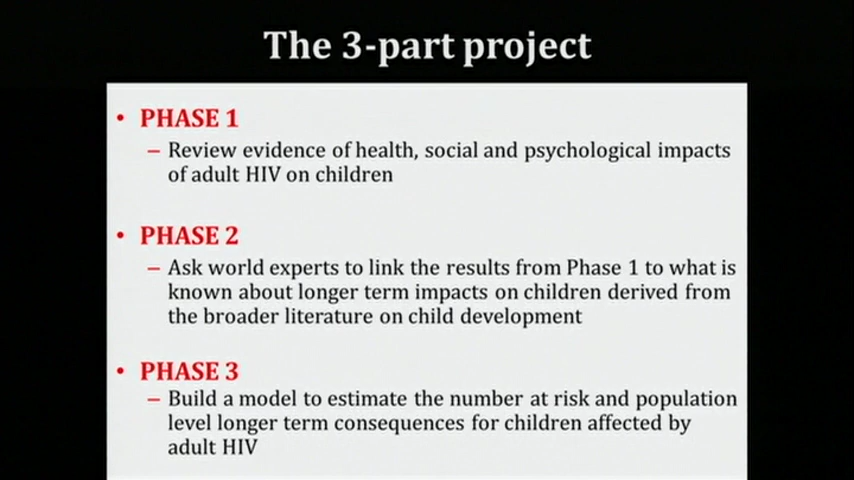 The 3-part project
• PHASE 1
– Review evidence of health, social and psychological impacts
of adult HIV on children
• PHASE 2
– Ask world experts to link the results from Phase 1 to what is
known about longer term impacts on children derived from
the broader literature on child development
• PHASE 3
– Build a model to estimate the number at risk and population
level longer term consequences for children affected by
adult HIV